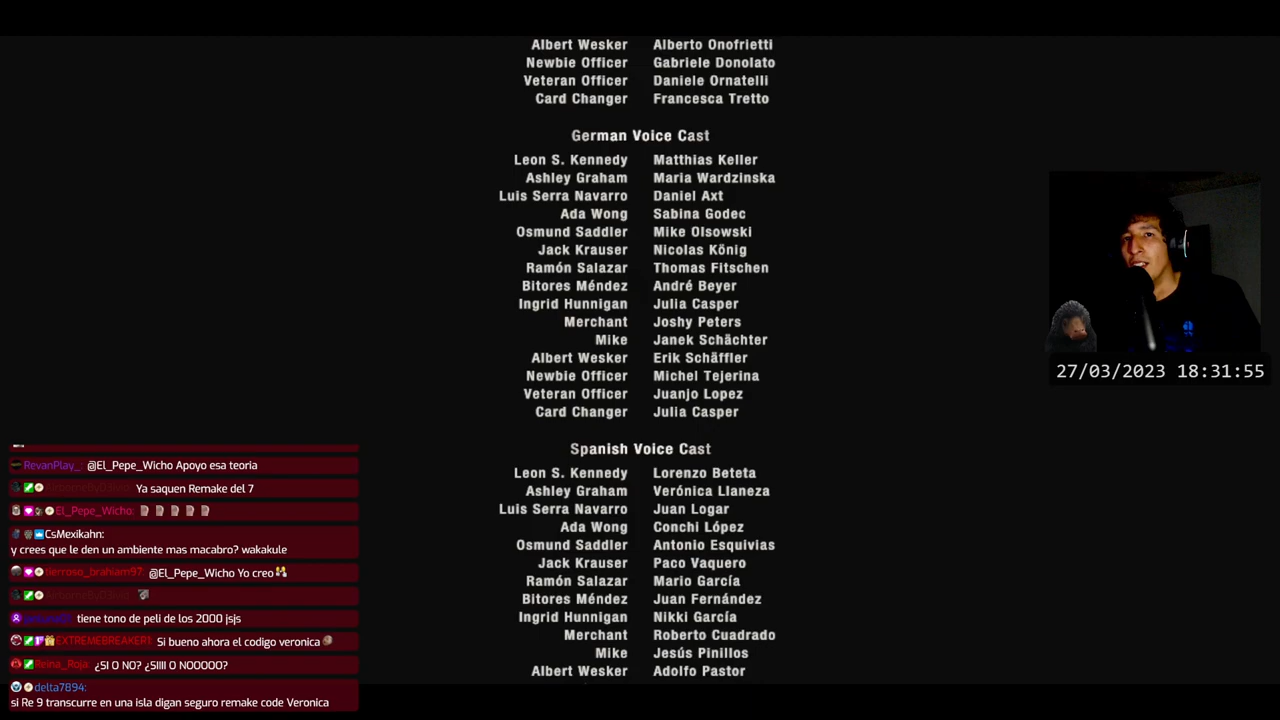 Albert Wesker Alberto Onofrietti
Newbie Officer Gabriele Donolato
Veteran Officer Daniele Ornatelli
Card Changer Francesca Tretto
German Voice Cast
Leon S. Kennedy Matthias Keller
Ashley Graham Maria Wardzinska
Luis Serra Navarro Daniel Axt
Ada Wong Sabina Godec
Osmund Saddler Mike Olsowski
Jack Krauser Nicolas König
Ramón Salazar Thomas Fitschen
Bitores Méndez André Beyer
Ingrid Hunnigan Julia Casper
Merchant Joshy Peters
Mike Janek Schächter
Albert Wesker Erik Schäffler
Newbie Officer Michel Tejerina
Veteran Officer Juanjo Lopez
Card Changer Julia Casper
Spanish Voice Cast
Leon S. Kennedy Lorenzo Beteta
Ashley Graham Verónica Llaneza
Luis Serra Navarro Juan Logar
Ada Wong Conchi López
Osmund Saddler Antonio Esquivias
Jack Krauser Paco Vaquero
Ramón Salazar Mario García
Bitores Méndez Juan Fernández
Ingrid Hunnigan Nikki García
Merchant Roberto Cuadrado
Mike Jesús Pinillos
Albert Wesker Adolfo Pastor
27/03/2023 18:31:55
RevanPlay_: @El_Pepe_Wicho Apoyo esa teoria
Ya saquen Remake del 7
El_Pepe_Wicho:
CsMexikahn:
y crees que le den un ambiente mas macabro? wakakule
tierroso_brahiam97: @El_Pepe_Wicho Yo creo
tiene tono de peli de los 2000 jsjs
EXTREMEBREAKER1: Si bueno ahora el codigo veronica
Reina_Roja: ¿SI O NO? ¿SIIII O NOOOOO?
delta7894:
si Re 9 transcurre en una isla digan seguro remake code Veronica